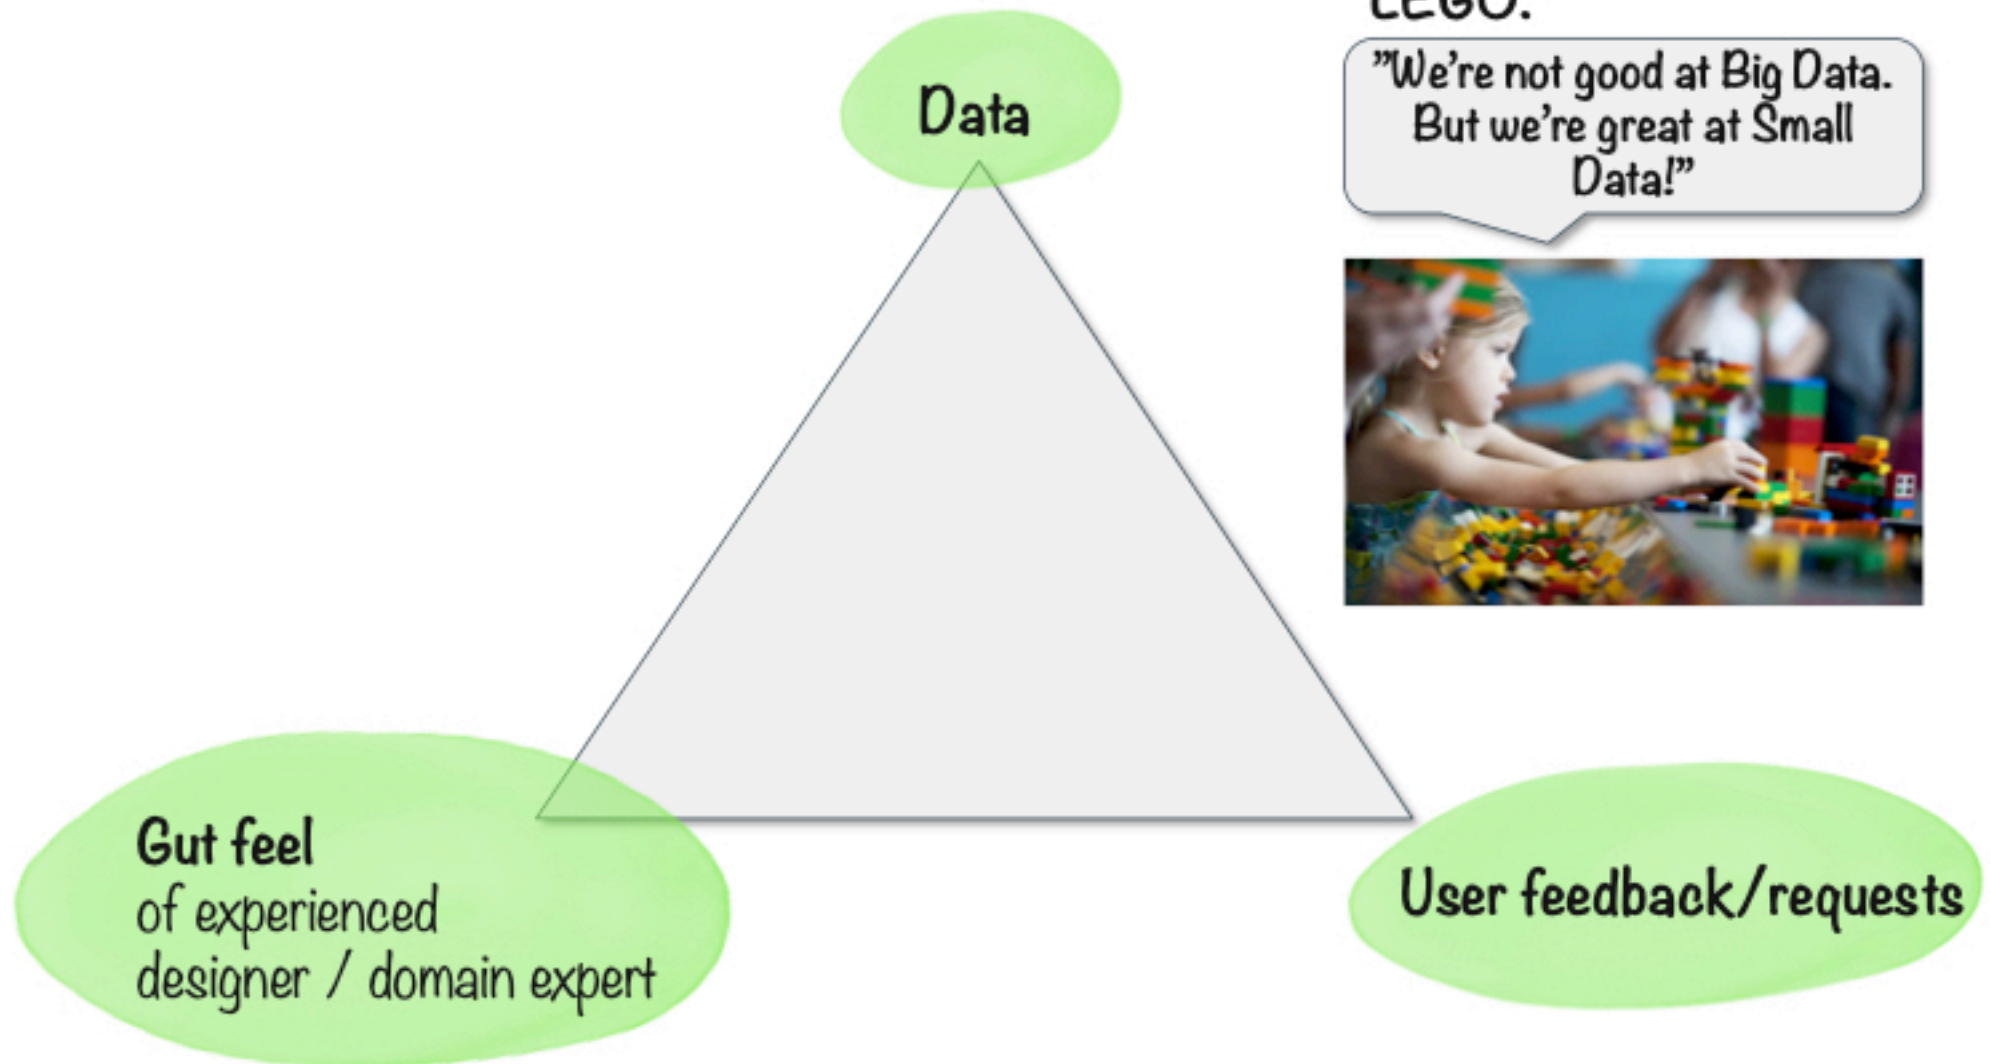 LEGO:
Data
”We’re not good at Big Data.
But we’re great at Small
Data!”
Gut feel
of experienced
designer / domain expert
User feedback/requests